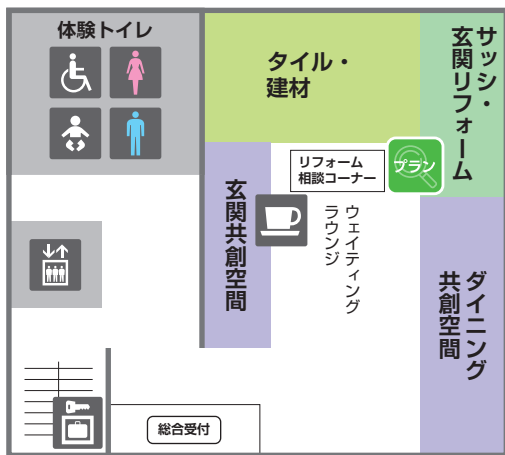 体験トイレ
タイル・
建材
サッシ・
玄関リフォーム
リフォーム
相談コーナー
プラン
玄関共創空間
ウェイティング
ラウンジ
ダイニング
共創空間
総合受付